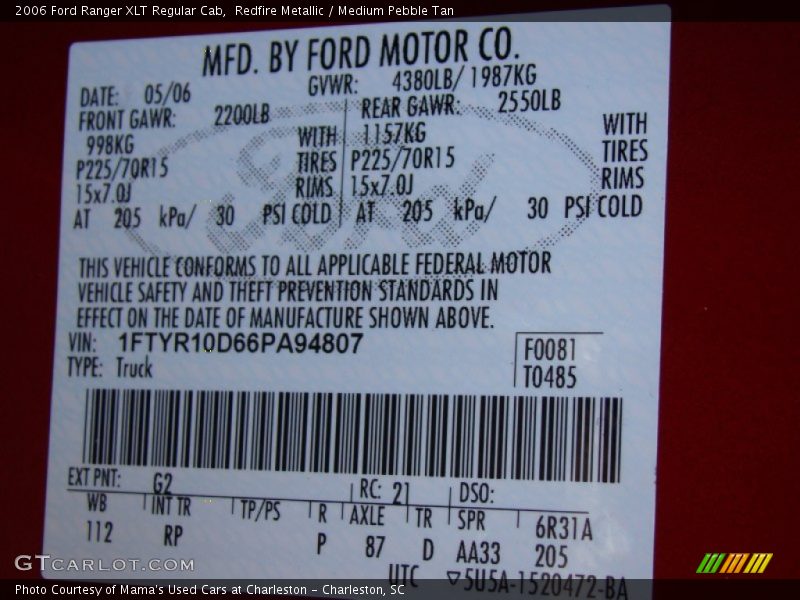 2006 Ford Ranger XLT Regular Cab, Redfire Metallic / Medium Pebble Tan
MFD. BY FORD MOTOR CO.
DATE: 05/06 GVWR: 4380LB/ 1987KG
FRONT GAWR: 2200LB REAR GAWR: 2550LB
998KG WITH 1157KG WITH
P225/70R15 TIRES P225/70R15 TIRES
15x7.0J RIMS 15x7.0J RIMS
AT 205 kPa/ 30 PSI COLD AT 205 kPa/ 30 PSI COLD
Ford
THIS VEHICLE CONFORMS TO ALL APPLICABLE FEDERAL MOTOR
VEHICLE SAFETY AND THEFT PREVENTION STANDARDS IN
EFFECT ON THE DATE OF MANUFACTURE SHOWN ABOVE.
VIN: 1FTYR10D66PA94807 F0081
TYPE: Truck T0485
EXT PNT: G2 RC: 21 DSO:
WB INT TR TP/PS R AXLE TR SPR 6R31A
112 RP P 87 D AA33 205
UTC ▽5U5A-1520472-BA
GTCARLOT.COM
Photo Courtesy of Mama's Used Cars at Charleston - Charleston, SC